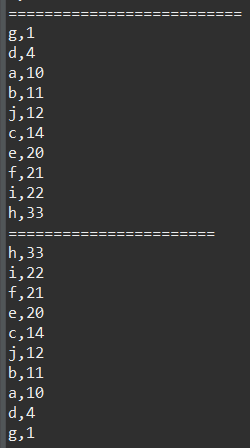 ==========================
g,1
d,4
a,10
b,11
j,12
c,14
e,20
f,21
i,22
h,33
=======================
h,33
i,22
f,21
e,20
c,14
j,12
b,11
a,10
d,4
g,1